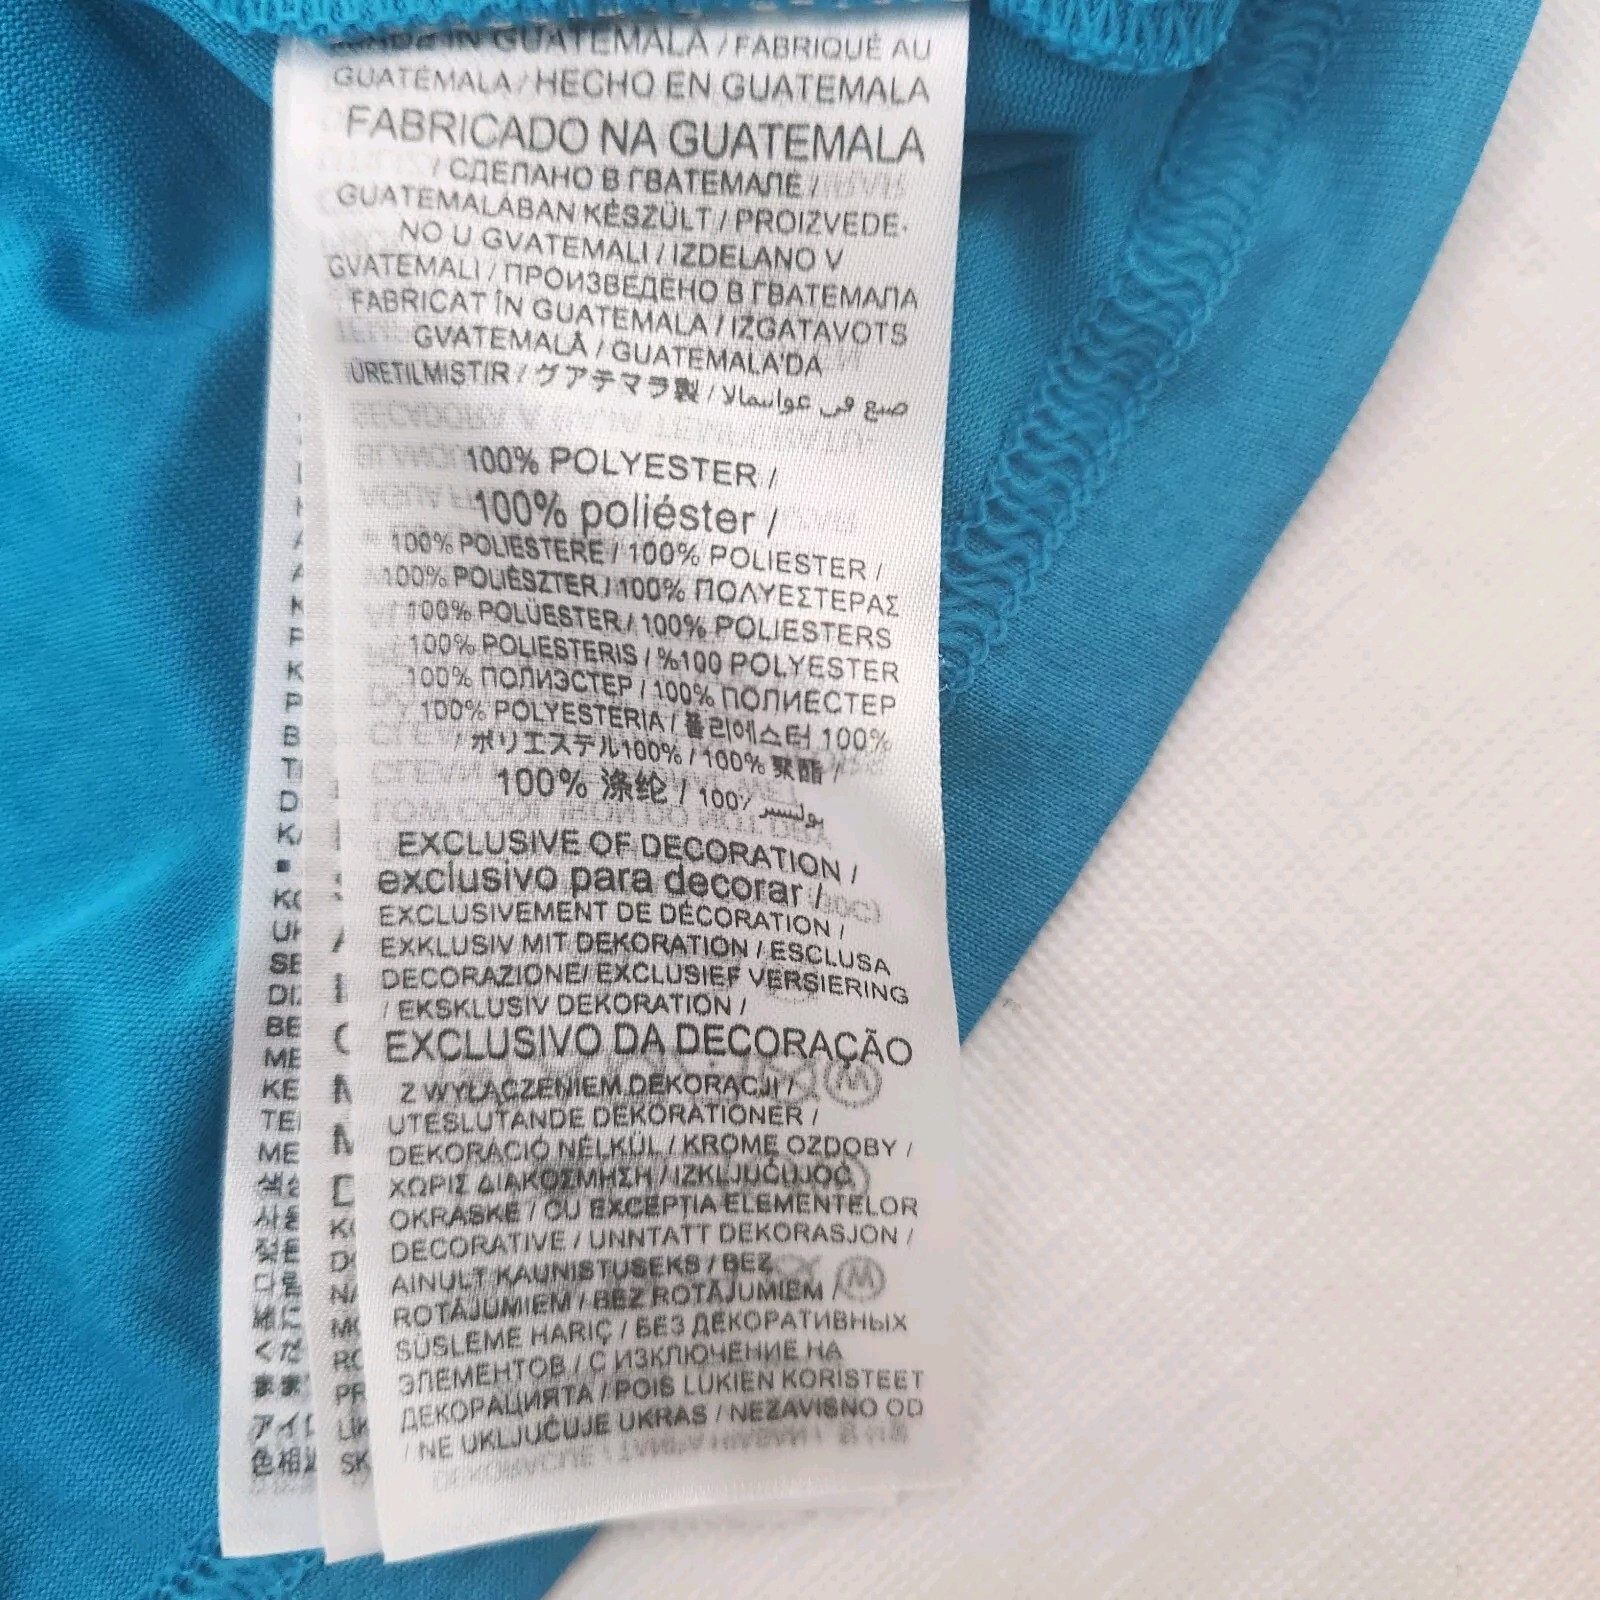 MADE IN GUATEMALA / FABRIQUÉ AU
GUATÉMALA / HECHO EN GUATEMALA
FABRICADO NA GUATEMALA
/ СДЕЛАНО В ГВАТЕМАЛЕ /
GUATEMALÁBAN KÉSZÜLT / PROIZVEDE-
NO U GVATEMALI / IZDELANO V
GVATEMALI / ПРОИЗВЕДЕНО В ГВАТЕМАЛА
FABRICAT ÎN GUATEMALA / IZGATAVOTS
GVATEMALĀ / GUATEMALA'DA
ÜRETILMIŞTIR / グアテマラ製 / صنع في غواتيمالا
100% POLYESTER /
100% poliéster /
100% POLIESTERE / 100% POLIESTER /
100% POLIÉSZTER / 100% ΠΟΛΥΕΣΤΕΡΑΣ
100% POLÜESTER / 100% POLIESTERS
100% POLIESTERIS / %100 POLYESTER
100% ПОЛИЭСТЕР / 100% ПОЛИЕСТЕР
100% POLYESTERIA / 폴리에스터 100%
/ ポリエステル100% / 100% 聚酯 /
100% 涤纶 / 100% بوليستر
EXCLUSIVE OF DECORATION /
exclusivo para decorar /
EXCLUSIVEMENT DE DÉCORATION /
EXKLUSIV MIT DEKORATION / ESCLUSA
DECORAZIONE/ EXCLUSIEF VERSIERING
/ EKSKLUSIV DEKORATION /
EXCLUSIVO DA DECORAÇÃO
Z WYŁĄCZENIEM DEKORACJI /
UTESLUTANDE DEKORATIONER /
DEKORÁCIÓ NÉLKÜL / KROMĚ OZDOBY /
ΧΩΡΙΣ ΔΙΑΚΟΣΜΗΣΗ / IZKLJUČUJOČ
OKRASKE / CU EXCEPȚIA ELEMENTELOR
DECORATIVE / UNNTATT DEKORASJON /
AINULT KAUNISTUSEKS / BEZ
ROTĀJUMIEM / BEZ ROTĀJUMIEM /
SÜSLEME HARIÇ / БЕЗ ДЕКОРАТИВНЫХ
ЭЛЕМЕНТОВ / С ИЗКЛЮЧЕНИЕ НА
ДЕКОРАЦИЯТА / POIS LUKIEN KORISTEET
/ NE UKLJUČUJE UKRAS / NEZAVISNO OD